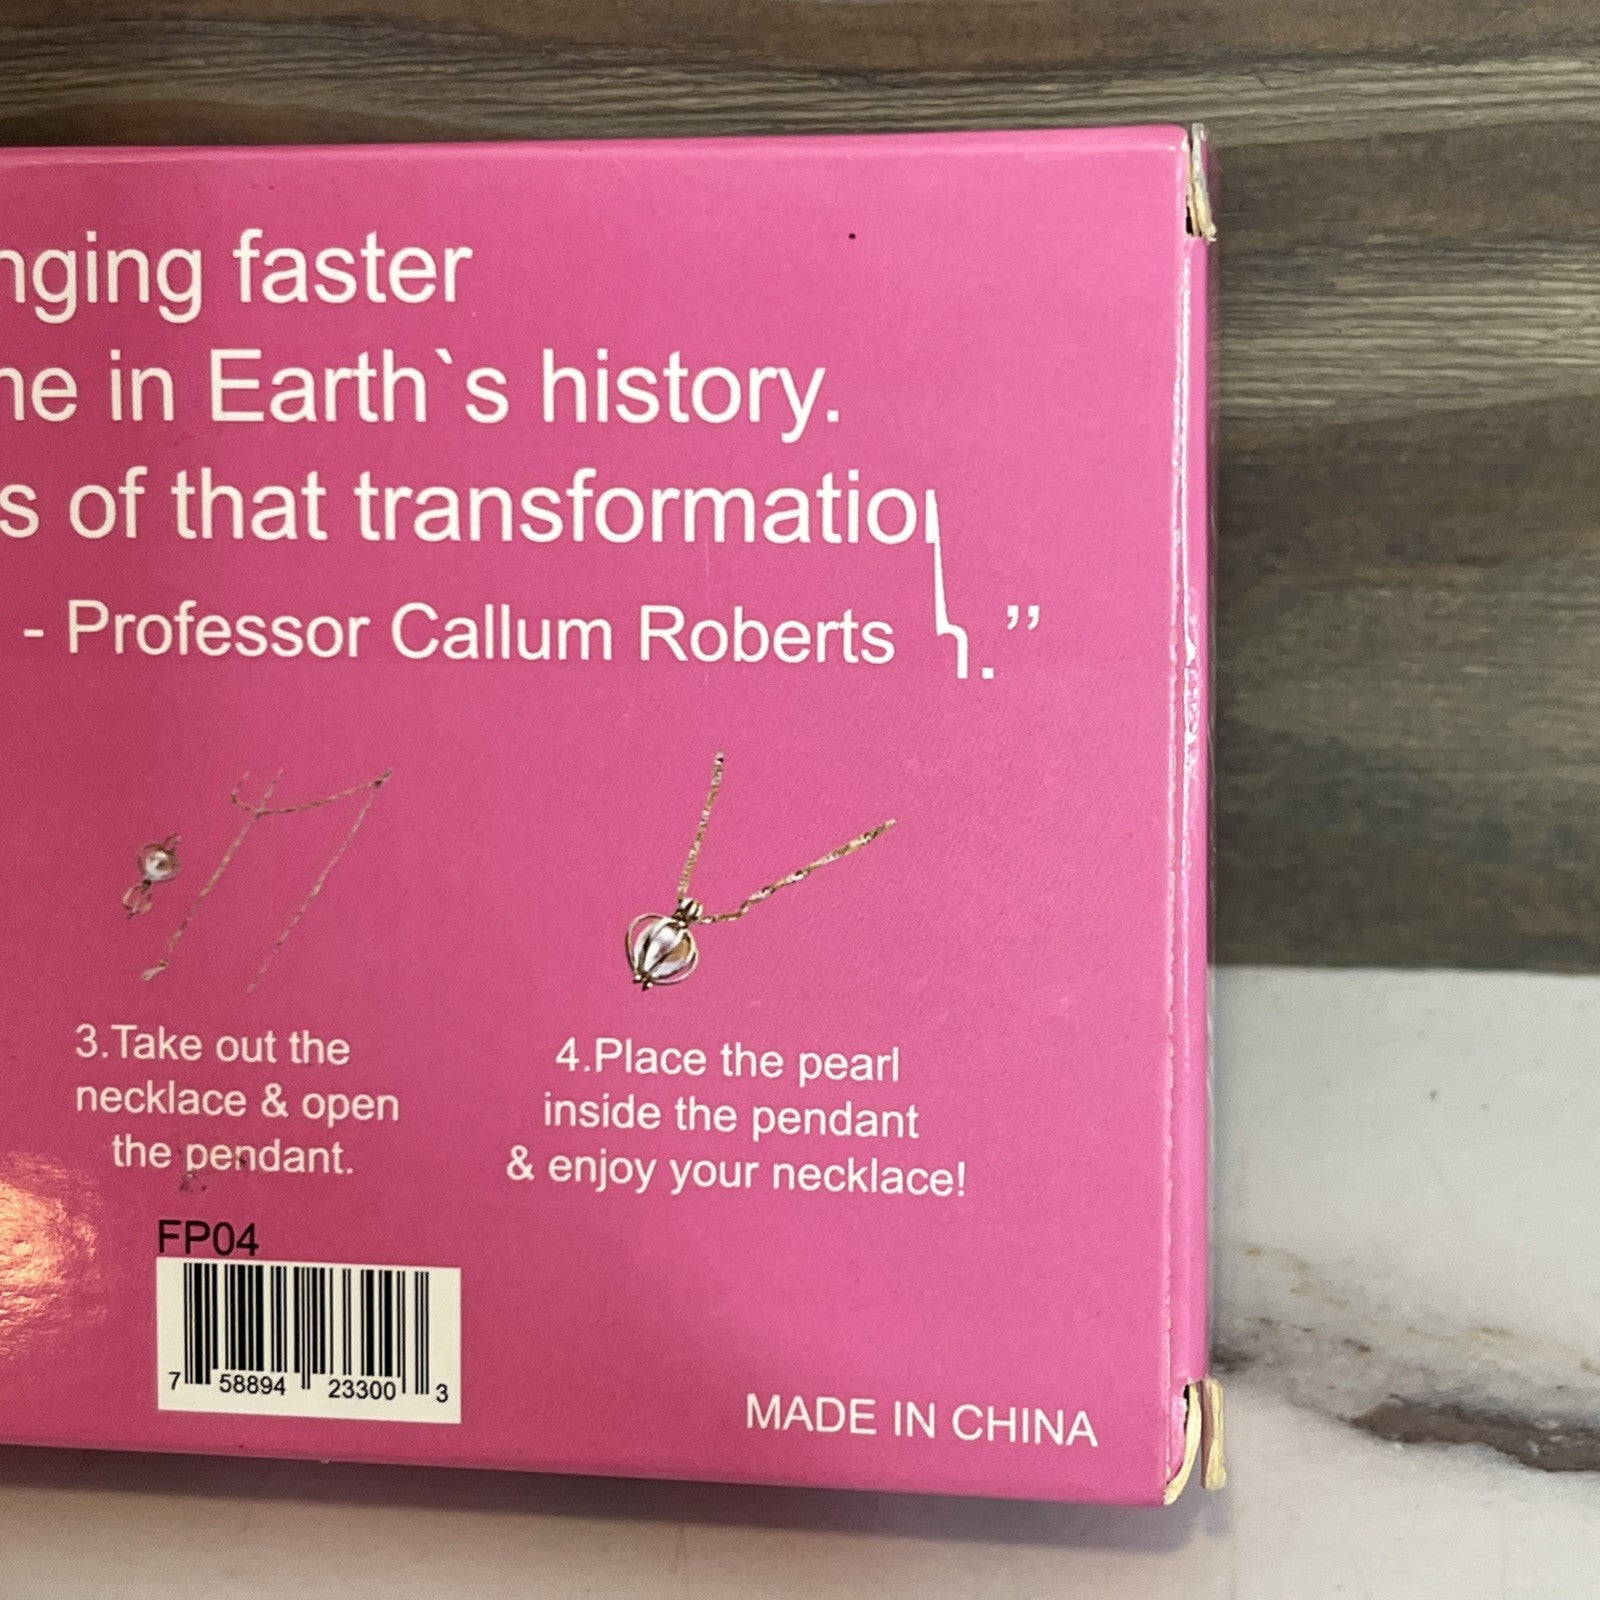 nging faster
ne in Earth`s history.
s of that transformation.”
- Professor Callum Roberts
3.Take out the
necklace & open
the pendant.
4.Place the pearl
inside the pendant
& enjoy your necklace!
FP04
7 58894 23300 3
MADE IN CHINA